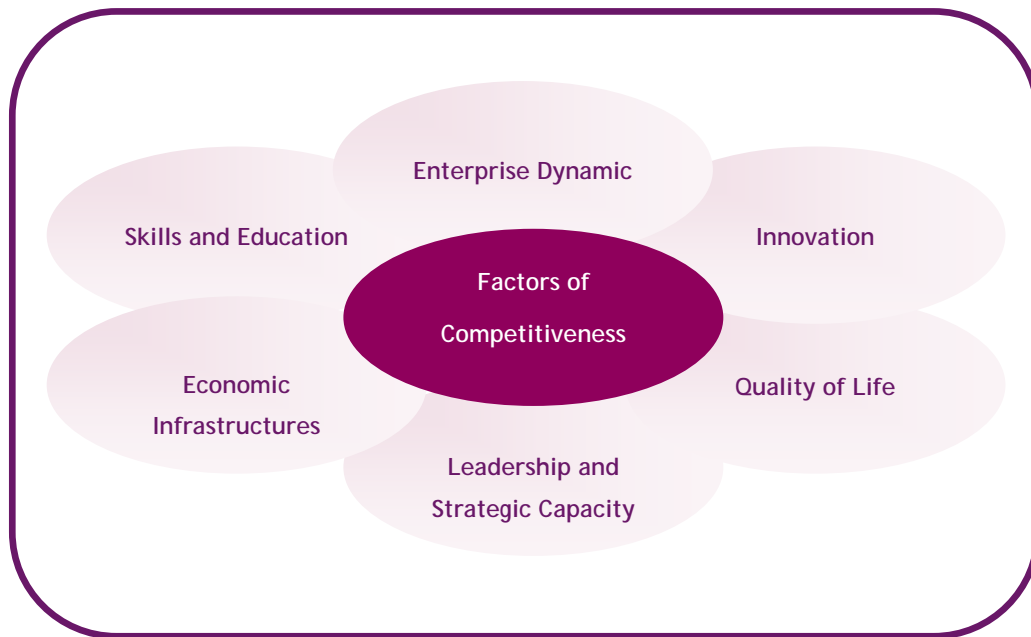 Enterprise Dynamic
Skills and Education
Innovation
Factors of
Competitiveness
Economic
Infrastructures
Quality of Life
Leadership and
Strategic Capacity